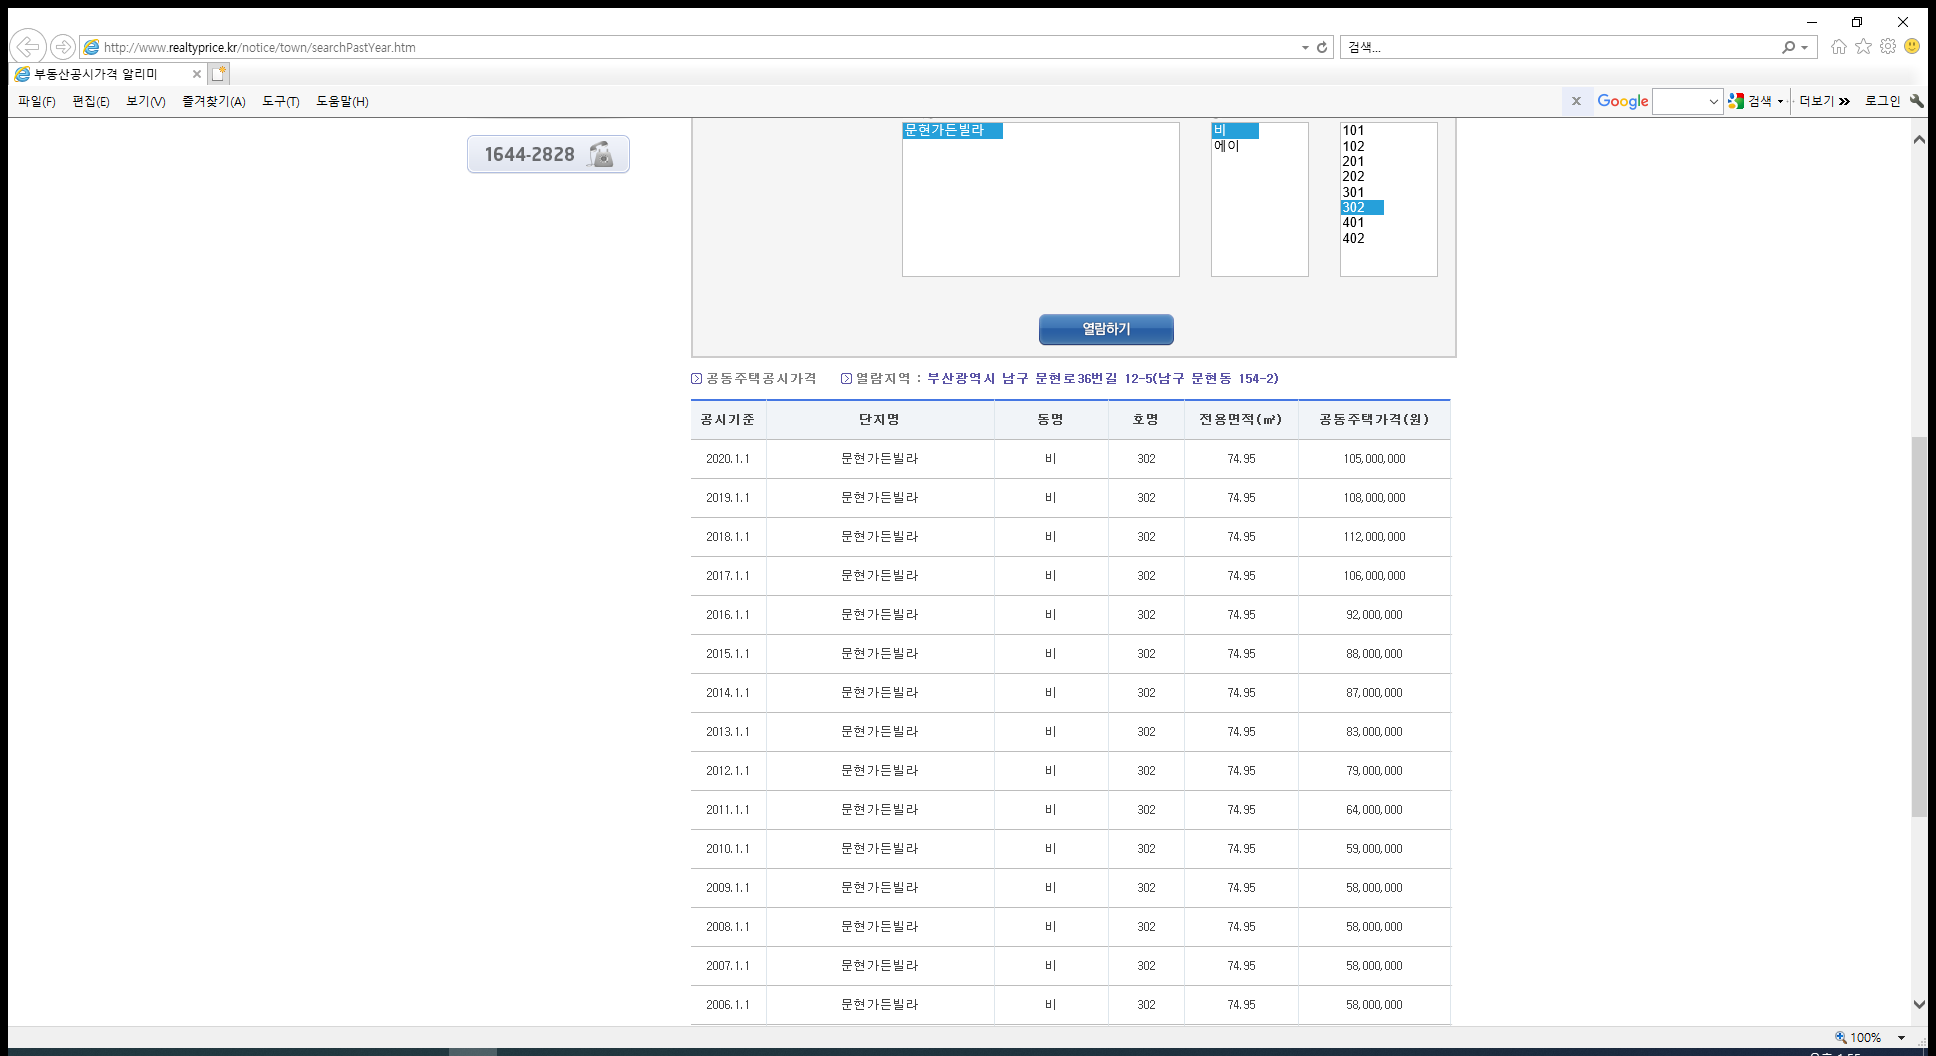 http://www.realtyprice.kr/notice/town/searchPastYear.htm
검색...
부동산공시가격 알리미
파일(F) 편집(E) 보기(V) 즐겨찾기(A) 도구(T) 도움말(H)
x Google 검색 더보기 로그인
1644-2828
문현가든빌라
비
에이
101
102
201
202
301
302
401
402
열람하기
공동주택공시가격 열람지역 : 부산광역시 남구 문현로36번길 12-5(남구 문현동 154-2)
공시기준 단지명 동명 호명 전용면적(㎡) 공동주택가격(원)
2020.1.1 문현가든빌라 비 302 74.95 105,000,000
2019.1.1 문현가든빌라 비 302 74.95 108,000,000
2018.1.1 문현가든빌라 비 302 74.95 112,000,000
2017.1.1 문현가든빌라 비 302 74.95 106,000,000
2016.1.1 문현가든빌라 비 302 74.95 92,000,000
2015.1.1 문현가든빌라 비 302 74.95 88,000,000
2014.1.1 문현가든빌라 비 302 74.95 87,000,000
2013.1.1 문현가든빌라 비 302 74.95 83,000,000
2012.1.1 문현가든빌라 비 302 74.95 79,000,000
2011.1.1 문현가든빌라 비 302 74.95 64,000,000
2010.1.1 문현가든빌라 비 302 74.95 59,000,000
2009.1.1 문현가든빌라 비 302 74.95 58,000,000
2008.1.1 문현가든빌라 비 302 74.95 58,000,000
2007.1.1 문현가든빌라 비 302 74.95 58,000,000
2006.1.1 문현가든빌라 비 302 74.95 58,000,000
100%